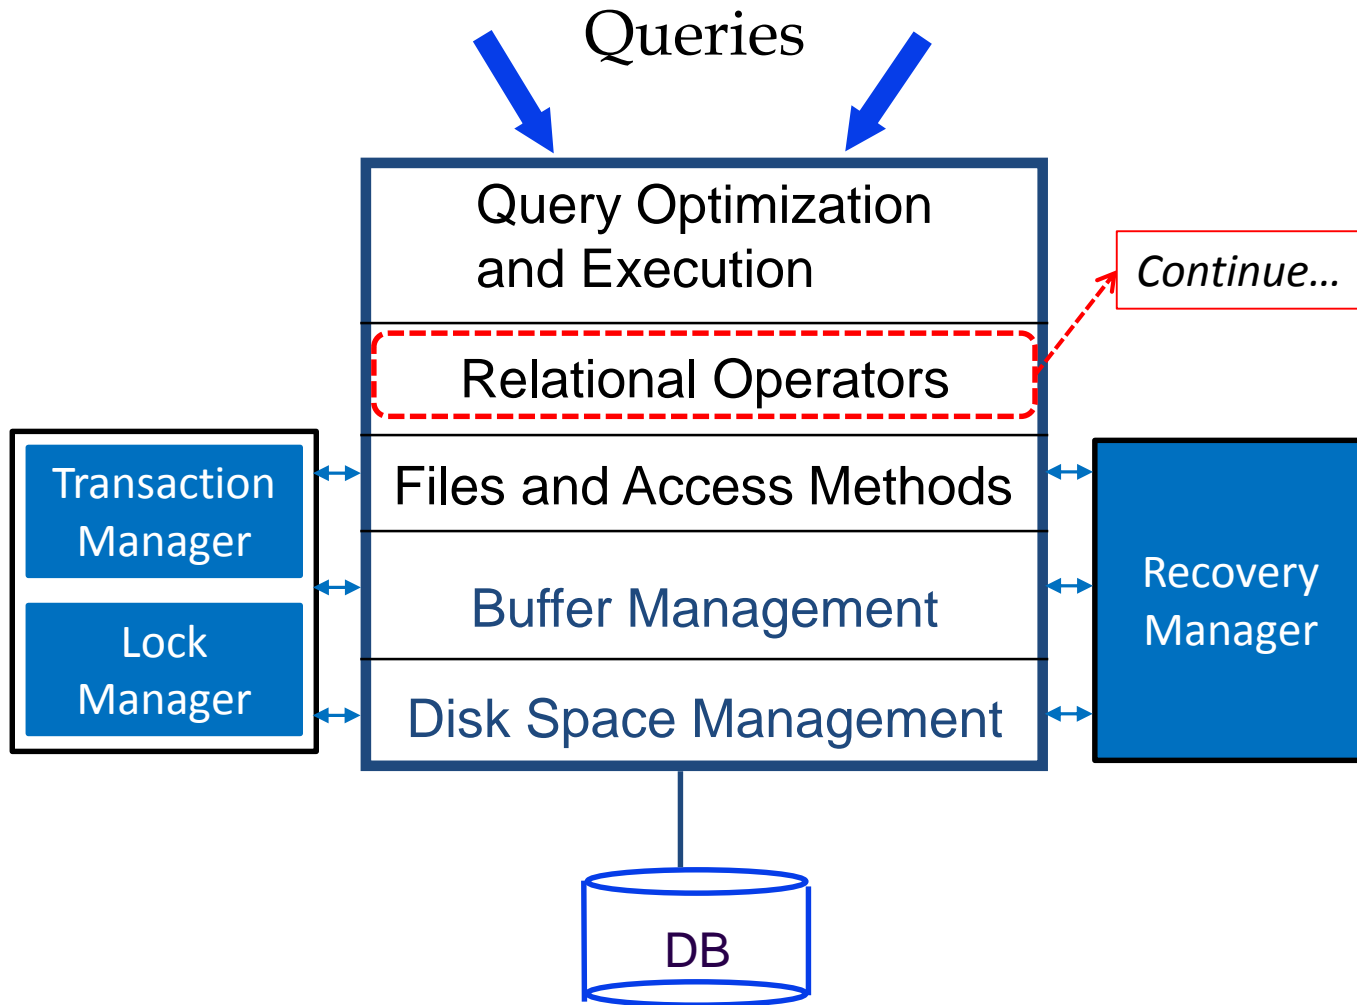 Queries
Query Optimization
and Execution
Continue…
Relational Operators
Transaction
Manager
Files and Access Methods
Lock
Manager
Buffer Management
Recovery
Manager
Disk Space Management
DB